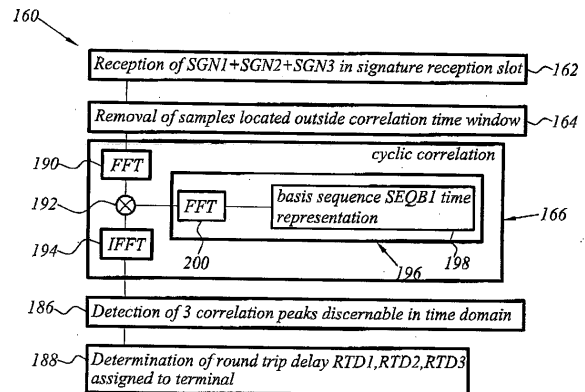 160
Reception of SGN1+SGN2+SGN3 in signature reception slot
162
Removal of samples located outside correlation time window
164
cyclic correlation
190
FFT
192
FFT
basis sequence SEQB1 time
representation
166
194
IFFT
200
196
198
186
Detection of 3 correlation peaks discernable in time domain
188
Determination of round trip delay RTD1,RTD2,RTD3
assigned to terminal